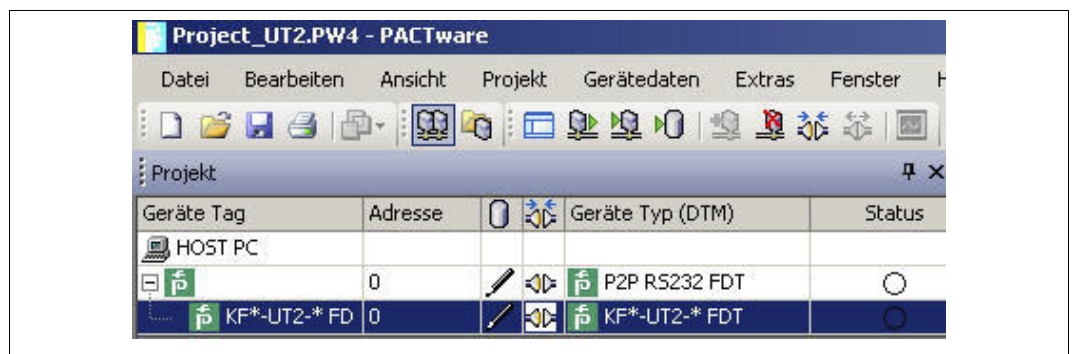 Project_UT2.PW4 - PACTware
Datei Bearbeiten Ansicht Projekt Gerätedaten Extras Fenster
Projekt
Geräte Tag Adresse Geräte Typ (DTM) Status
HOST PC
0 P2P RS232 FDT
KF*-UT2-* FD 0 KF*-UT2-* FDT